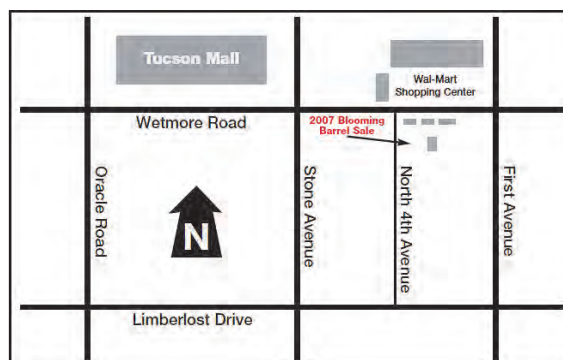 Tucson Mall
Wal-Mart
Shopping Center
Wetmore Road
2007 Blooming
Barrel Sale
Oracle Road
N
Stone Avenue
North 4th Avenue
First Avenue
Limberlost Drive